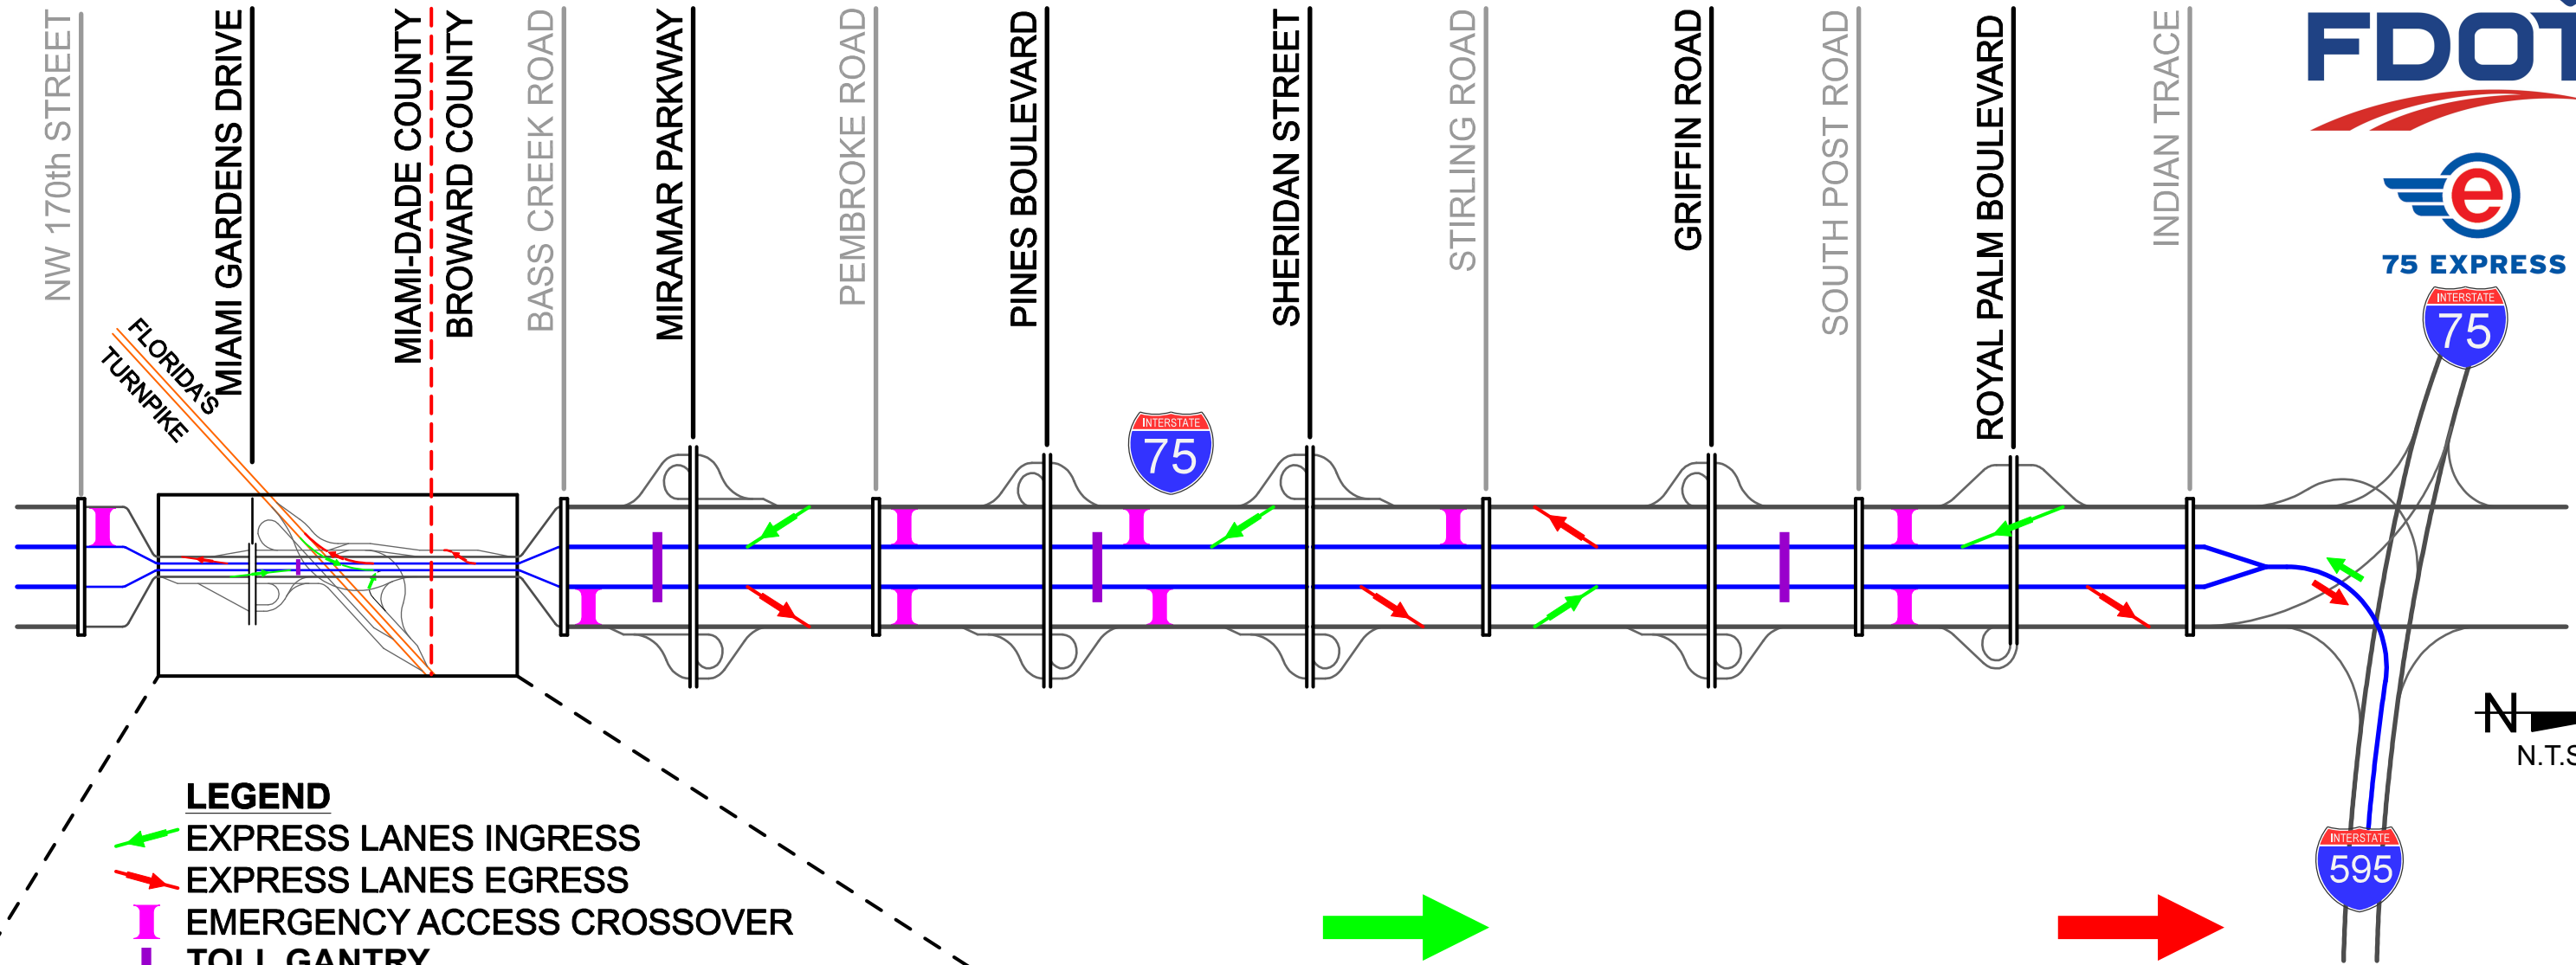 NW 170th STREET
MIAMI GARDENS DRIVE
MIAMI-DADE COUNTY
BROWARD COUNTY
BASS CREEK ROAD
MIRAMAR PARKWAY
PEMBROKE ROAD
PINES BOULEVARD
SHERIDAN STREET
STIRLING ROAD
GRIFFIN ROAD
SOUTH POST ROAD
ROYAL PALM BOULEVARD
INDIAN TRACE
FDOT
e
75 EXPRESS
INTERSTATE
75
FLORIDA'S
TURNPIKE
INTERSTATE
75
N
N.T.S
INTERSTATE
595
LEGEND
EXPRESS LANES INGRESS
EXPRESS LANES EGRESS
EMERGENCY ACCESS CROSSOVER
TOLL GANTRY